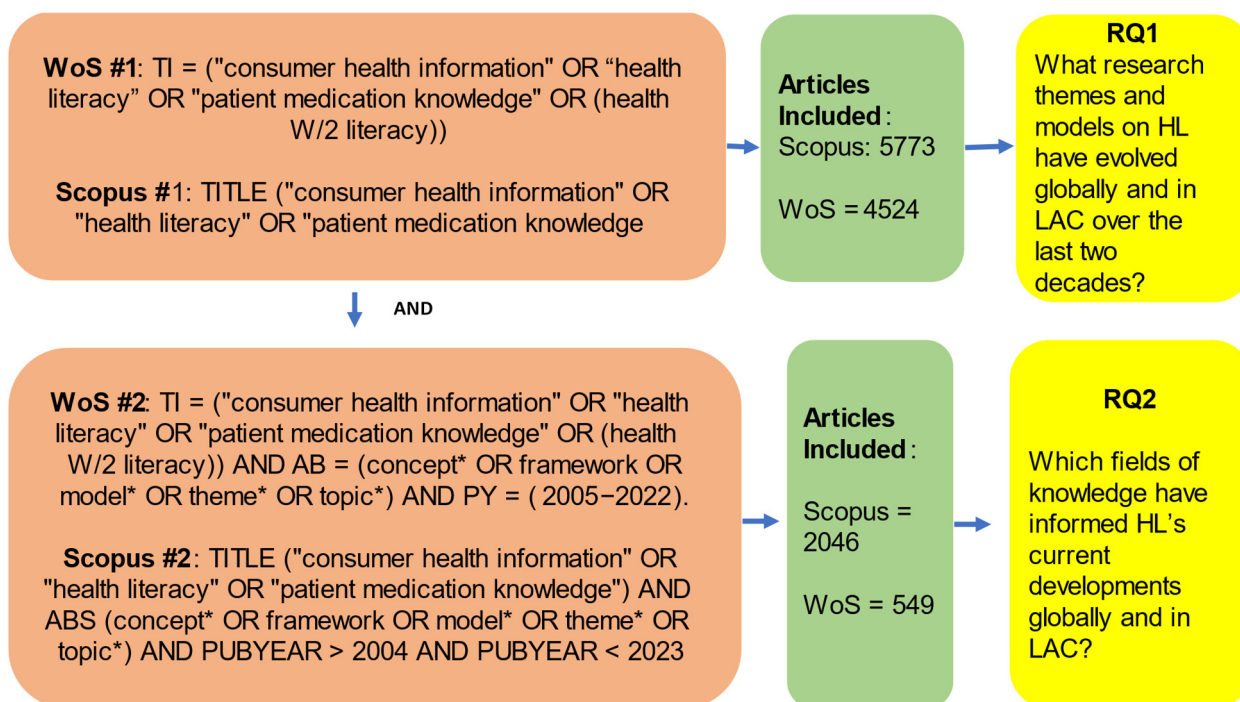 WoS #1: TI = ("consumer health information" OR “health
literacy” OR "patient medication knowledge" OR (health
W/2 literacy))
Scopus #1: TITLE ("consumer health information" OR
"health literacy" OR "patient medication knowledge
Articles
Included:
Scopus: 5773
WoS = 4524
RQ1
What research
themes and
models on HL
have evolved
globally and in
LAC over the
last two
decades?
AND
WoS #2: TI = ("consumer health information" OR "health
literacy" OR "patient medication knowledge" OR (health
W/2 literacy)) AND AB = (concept* OR framework OR
model* OR theme* OR topic*) AND PY = ( 2005−2022).
Scopus #2: TITLE ("consumer health information" OR
"health literacy" OR "patient medication knowledge") AND
ABS (concept* OR framework OR model* OR theme* OR
topic*) AND PUBYEAR > 2004 AND PUBYEAR < 2023
Articles
Included:
Scopus =
2046
WoS = 549
RQ2
Which fields of
knowledge have
informed HL’s
current
developments
globally and in
LAC?